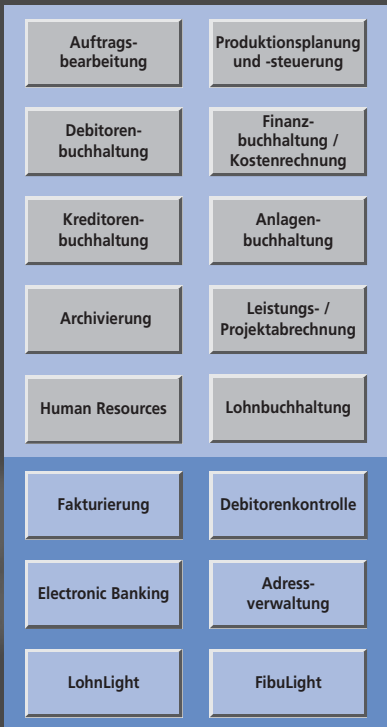 Auftrags-
bearbeitung
Produktionsplanung
und -steuerung
Debitoren-
buchhaltung
Finanz-
buchhaltung /
Kostenrechnung
Kreditoren-
buchhaltung
Anlagen-
buchhaltung
Archivierung
Leistungs- /
Projektabrechnung
Human Resources
Lohnbuchhaltung
Fakturierung
Debitorenkontrolle
Electronic Banking
Adress-
verwaltung
LohnLight
FibuLight